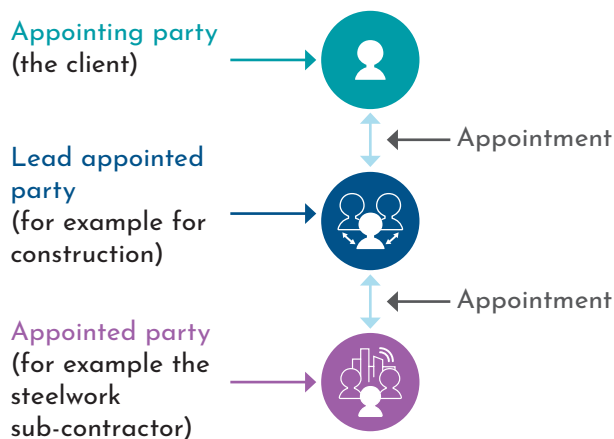 Appointing party
(the client)
Appointment
Lead appointed
party
(for example for
construction)
Appointment
Appointed party
(for example the
steelwork
sub-contractor)